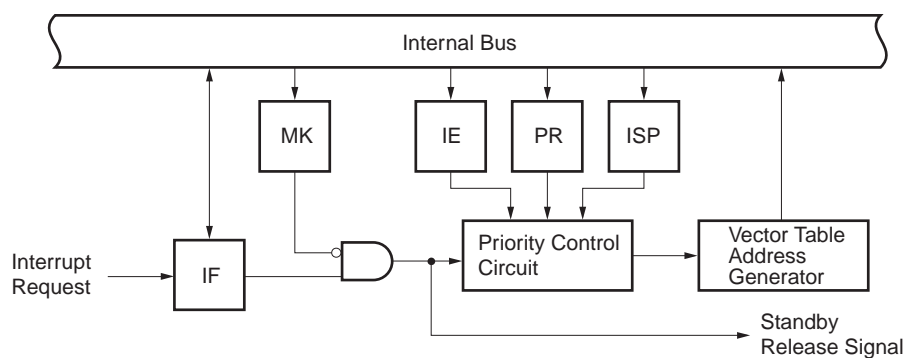 Internal Bus
MK
IE
PR
ISP
Interrupt
Request
IF
Priority Control
Circuit
Vector Table
Address
Generator
Standby
Release Signal